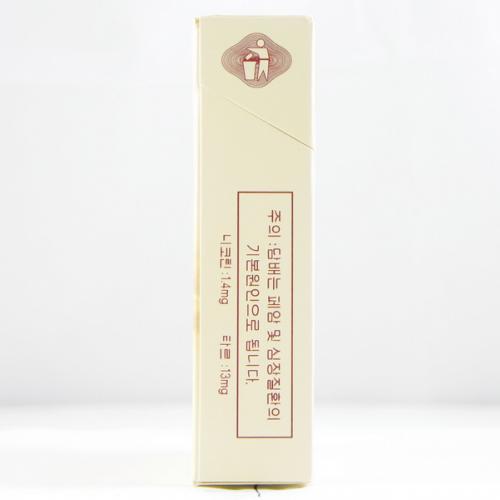 주의 :담배는 폐암 및 심장질환의
기본원인으로 됩니다.
니코틴 :1.4mg 타르 :13mg